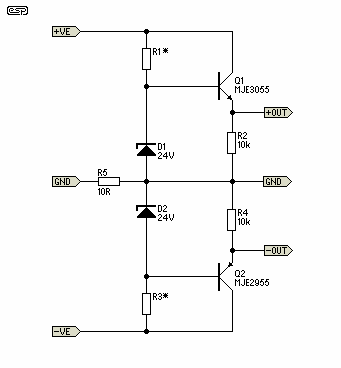 esp
+VE
R1*
Q1
MJE3055
+OUT
R2
10k
D1
24V
R5
10R
GND
GND
D2
24V
R4
10k
-OUT
Q2
MJE2955
R3*
-VE